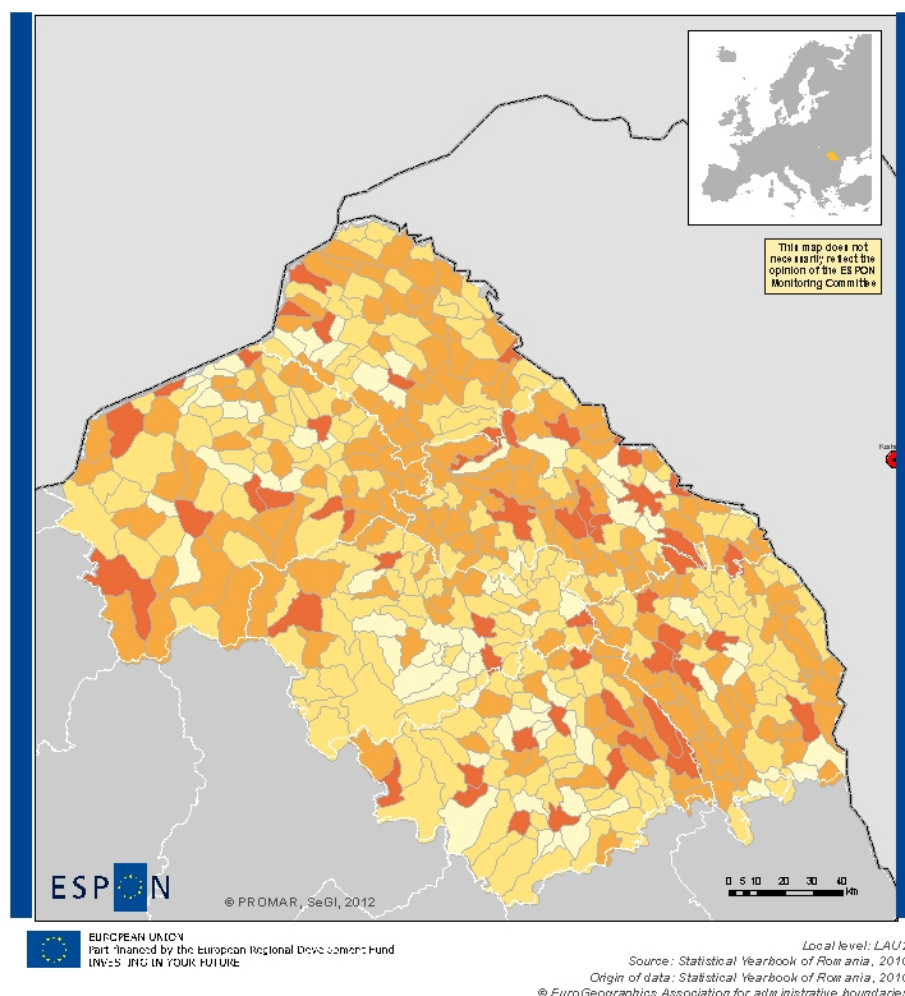 This map does not
necessarily reflect the
opinion of the ESPON
Monitoring Committee
ESPON
© PROMAR, SeGI, 2012
0 5 10 20 30 40
km
EUROPEAN UNION
Part financed by the European Regional Development Fund
INVESTING IN YOUR FUTURE
Local level: LAU2
Source: Statistical Yearbook of Romania, 2010
Origin of data: Statistical Yearbook of Romania, 2010
© EuroGeographics Association for administrative boundaries